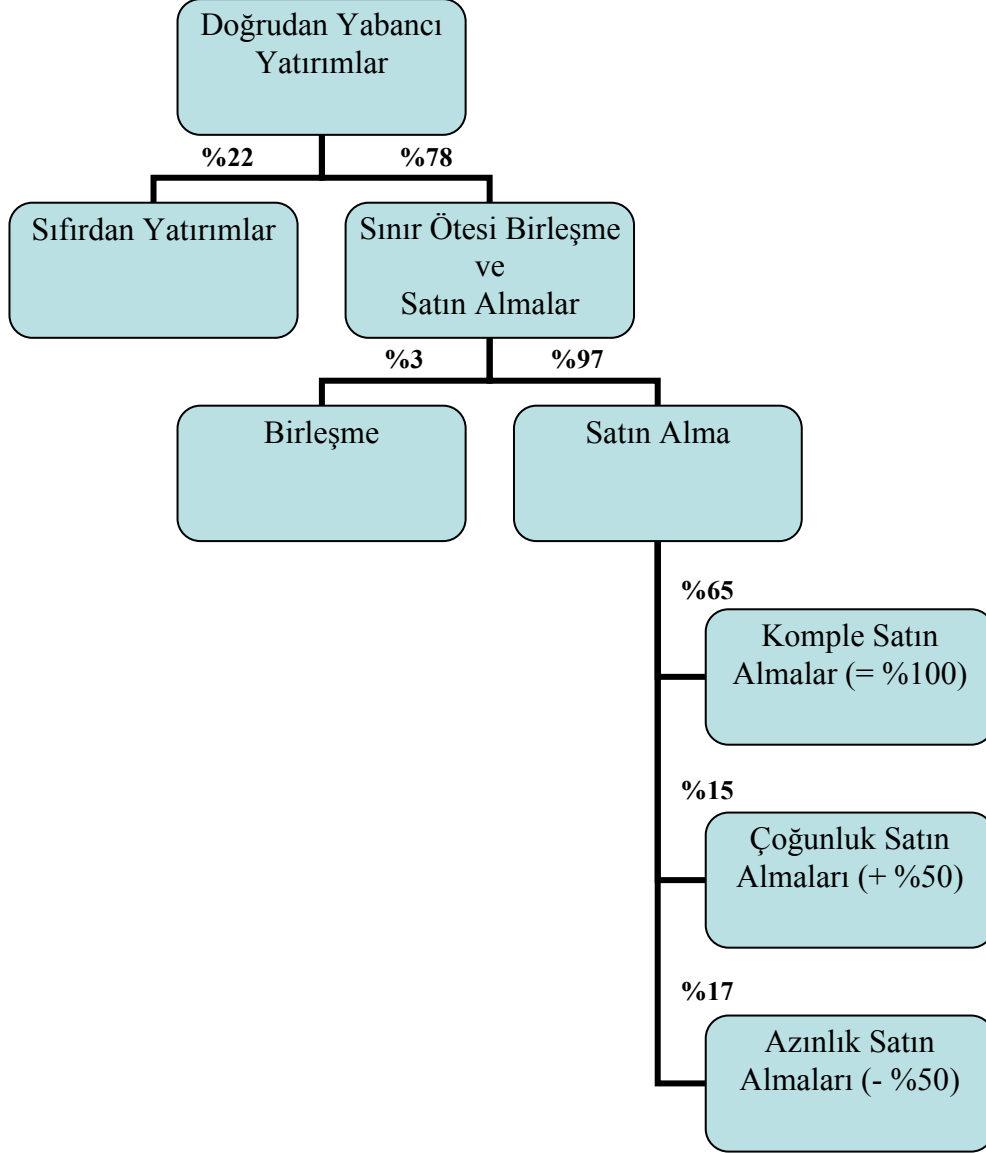 Doğrudan Yabancı
Yatırımlar
%22
%78
Sıfırdan Yatırımlar
Sınır Ötesi Birleşme
ve
Satın Almalar
%3
%97
Birleşme
Satın Alma
%65
Komple Satın
Almalar (= %100)
%15
Çoğunluk Satın
Almaları (+ %50)
%17
Azınlık Satın
Almaları (- %50)